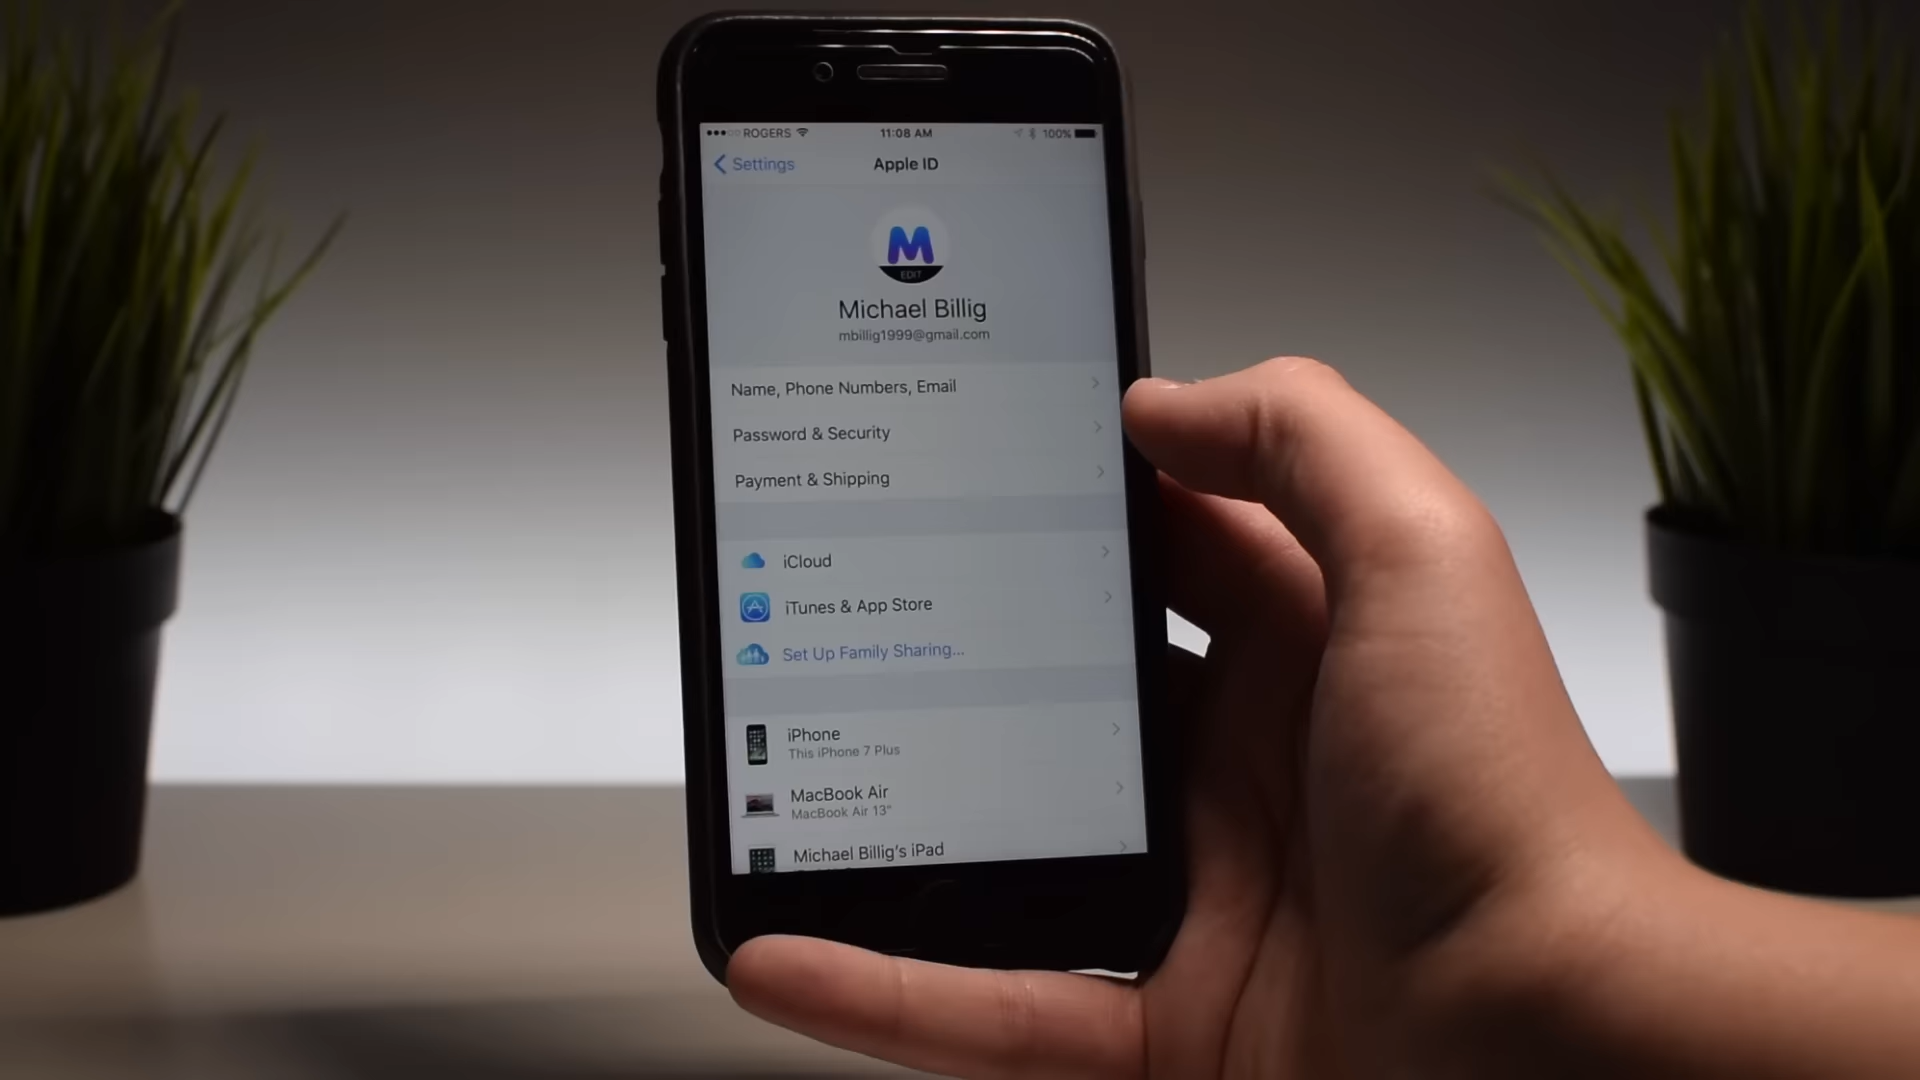 ROGERS 11:08 AM 100%
Settings Apple ID
M
EDIT
Michael Billig
mbillig1999@gmail.com
Name, Phone Numbers, Email
Password & Security
Payment & Shipping
iCloud
iTunes & App Store
Set Up Family Sharing...
iPhone
This iPhone 7 Plus
MacBook Air
MacBook Air 13"
Michael Billig's iPad